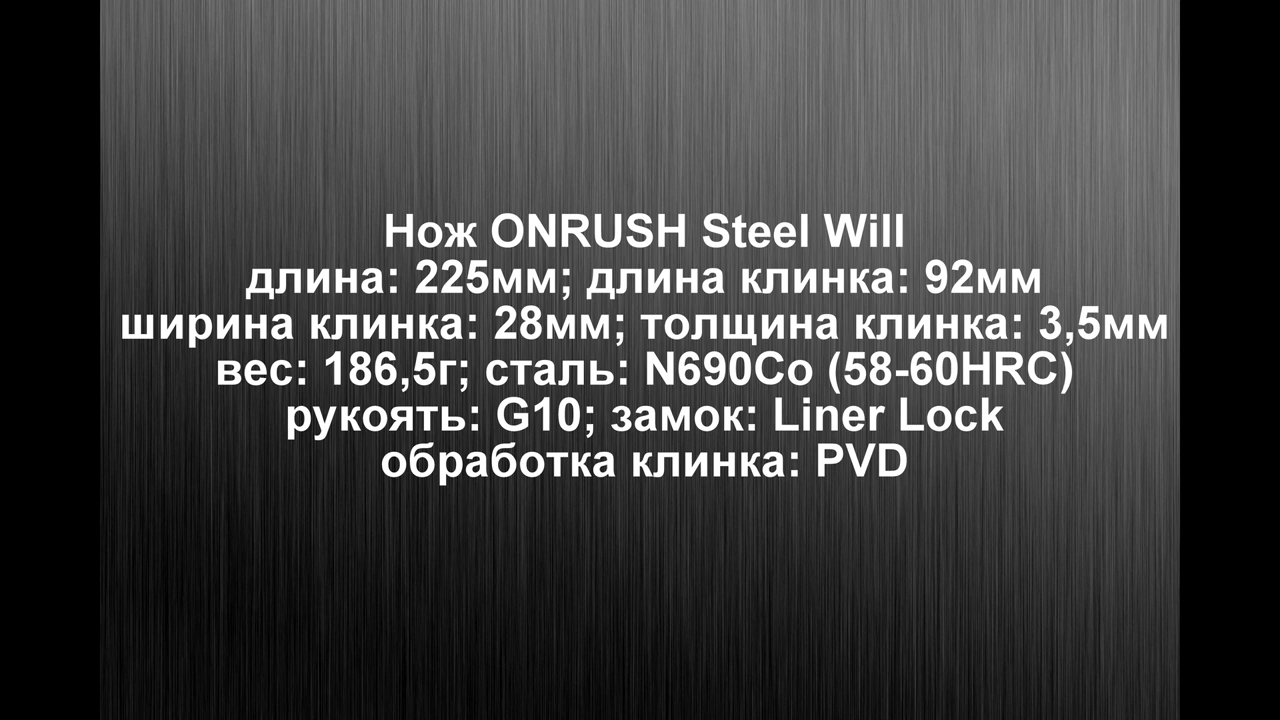 Нож ONRUSH Steel Will
длина: 225мм; длина клинка: 92мм
ширина клинка: 28мм; толщина клинка: 3,5мм
вес: 186,5г; сталь: N690Co (58-60HRC)
рукоять: G10; замок: Liner Lock
обработка клинка: PVD